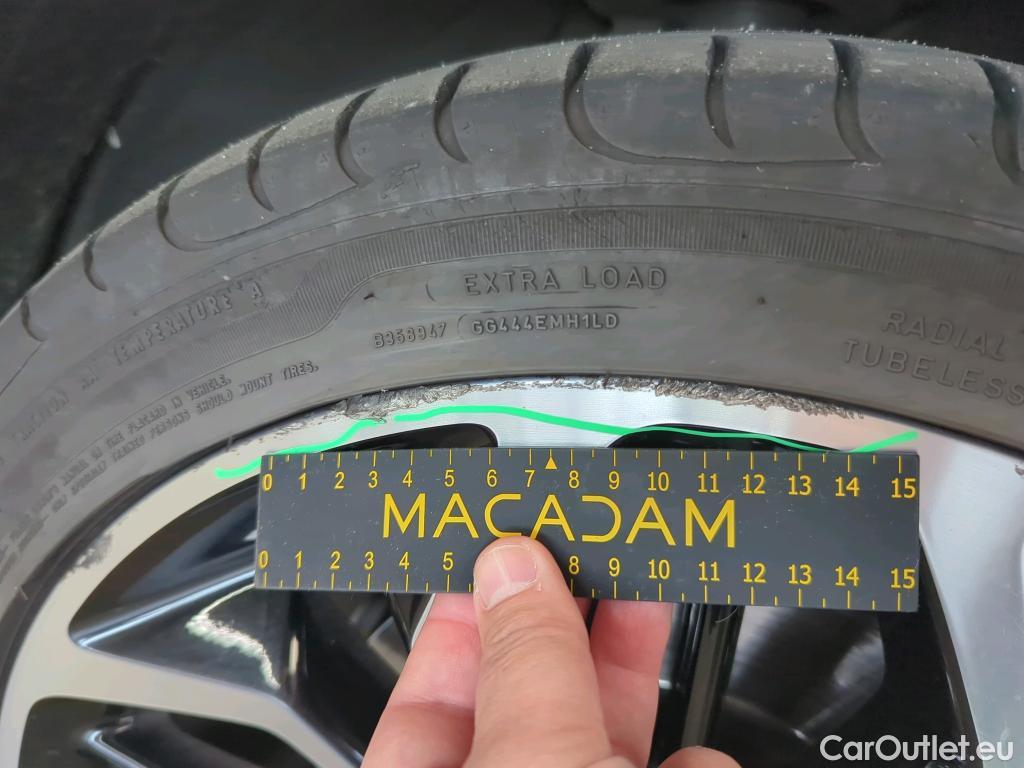 EXTRA LOAD
TEMPERATURE A
B358947 GG444EMH1LD
RADIAL
TUBELESS
0 1 2 3 4 5 6 7 8 9 10 11 12 13 14 15
MACADAM
0 1 2 3 4 5 8 9 10 11 12 13 14 15
CarOutlet.eu